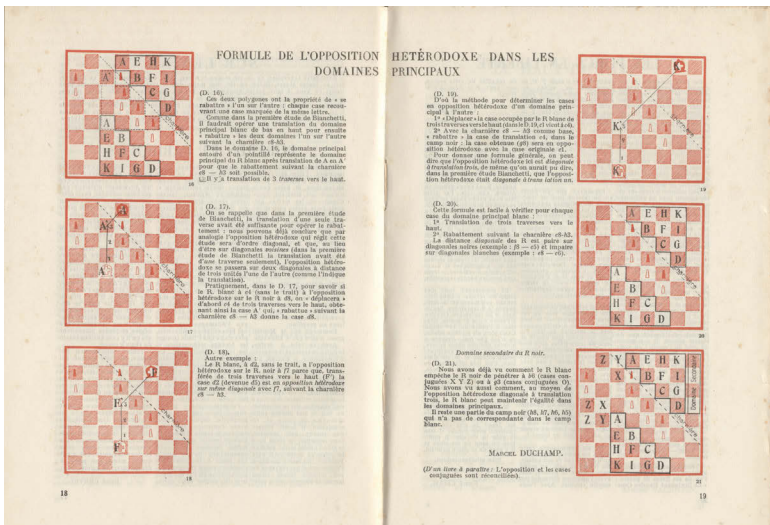 FORMULE DE L'OPPOSITION HÉTÉRODOXE DANS LES
DOMAINES PRINCIPAUX
(D. 16).
Ces deux polygones ont la propriété de « se
rabattre » l'un sur l'autre : chaque case recou-
vrant une case marquée de la même lettre.
Comme dans la première étude de Bianchetti,
il faudrait opérer une translation du domaine
principal blanc de bas en haut pour ensuite
« rabattre » les deux domaines l'un sur l'autre
suivant la charnière c8-h3.
Dans le domaine D. 16, le domaine principal
entouré d'un pointillé représente le domaine
principal du R blanc après translation de A en A'
pour que le rabattement suivant la charnière
c8 — h3 soit possible.
Il y a translation de 3 traverses vers le haut.
16
(D. 17).
On se rappelle que dans la première étude
de Bianchetti, la translation d'une seule tra-
verse avait été suffisante pour opérer le rabat-
tement : nous pouvons déjà conclure que par
analogie l'opposition hétérodoxe qui régit cette
étude sera d'ordre diagonal, et que, au lieu
d'être sur diagonales voisines (dans la première
étude de Bianchetti la translation avait été
d'une traverse seulement), l'opposition hétéro-
doxe se passera sur deux diagonales à distance
de trois unités l'une de l'autre (comme l'indique
la translation).
Pratiquement, dans le D. 17, pour savoir si
le R. blanc à c4 (sans le trait) à l'opposition
hétérodoxe sur le R noir à d8, on « déplacera »
d'abord c4 de trois traverses vers le haut, obte-
nant ainsi la case A' qui, « rabattue » suivant la
charnière c8 — h3 donne la case d8.
17
(D. 18).
Autre exemple :
Le R blanc, à d2, sans le trait, a l'opposition
hétérodoxe sur le R. noir à f7 parce que, trans-
férée de trois traverses vers le haut (F') la
case d2 (devenue d5) est en opposition hétérodoxe
sur même diagonale avec f7, suivant la charnière
c8 — h3.
18
18
(D. 19).
D'où la méthode pour déterminer les cases
en opposition hétérodoxe d'un domaine prin-
cipal à l'autre :
1° « Déplacer » la case occupée par le R blanc de
2° Avec la charnière c8 — h3 comme base,
« rabattre » la case de translation
camp noir : la case obtenue (g8) sera en oppo-
sition hétérodoxe avec la case originale
Pour donner une formule générale, on peut
dire que l'opposition hétérodoxe ici est diagonale
à translation trois, de même qu'on aurait pu dire,
dans la première étude Bianchetti, que l'opposi-
tion hétérodoxe était diagonale à translation un.
19
(D. 20).
Cette formule est facile à vérifier pour chaque
case du domaine principal blanc :
1° Translation de trois traverses vers le
haut.
2° Rabattement suivant la charnière c8-h3.
La distance diagonale des R est paire sur
diagonales noires (exemple : f8 — c5) et impaire
sur diagonales blanches (exemple : e8 — c6).
20
Domaine secondaire du R noir.
(D. 21).
Nous avons déjà vu comment le R blanc
empêche le R noir de pénétrer à b6 (cases con-
juguées X Y Z) ou à g3 (cases conjuguées O).
Nous avons vu aussi comment, au moyen de
l'opposition hétérodoxe diagonale à translation
trois, le R blanc peut maintenir l'égalité dans
les domaines principaux.
Il reste une partie du camp noir (h8, h7, h6, h5)
qui n'a pas de correspondante dans le camp
blanc.
MARCEL DUCHAMP.
(D'un livre à paraître : L'opposition et les cases
conjuguées sont réconciliées).
Domaine Secondaire
21
19